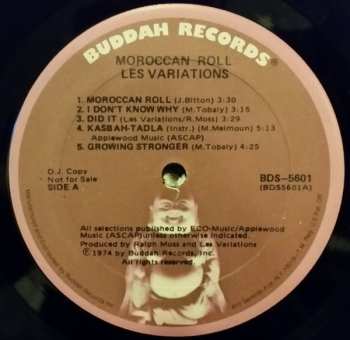 BUDDAH RECORDS®
MOROCCAN ROLL
LES VARIATIONS
1. MOROCCAN ROLL (J.Bitton) 3:30
2. I DON'T KNOW WHY (M.Tobaly) 3:15
3. DID IT (Les Variations/R.Moss) 3:29
4. KASBAH-TADLA (Instr.) (M.Meimoun) 5:13
Applewood Music (ASCAP)
5. GROWING STRONGER (M.Tobaly) 4:25
D.J. Copy
Not for Sale
SIDE A
BDS-5601
(BDS5601A)
All selections published by ECO-Music/Applewood
Music (ASCAP)unless otherwise indicated.
Produced by Ralph Moss and Les Variations
℗1974 by Buddah Records, Inc.
All rights reserved.